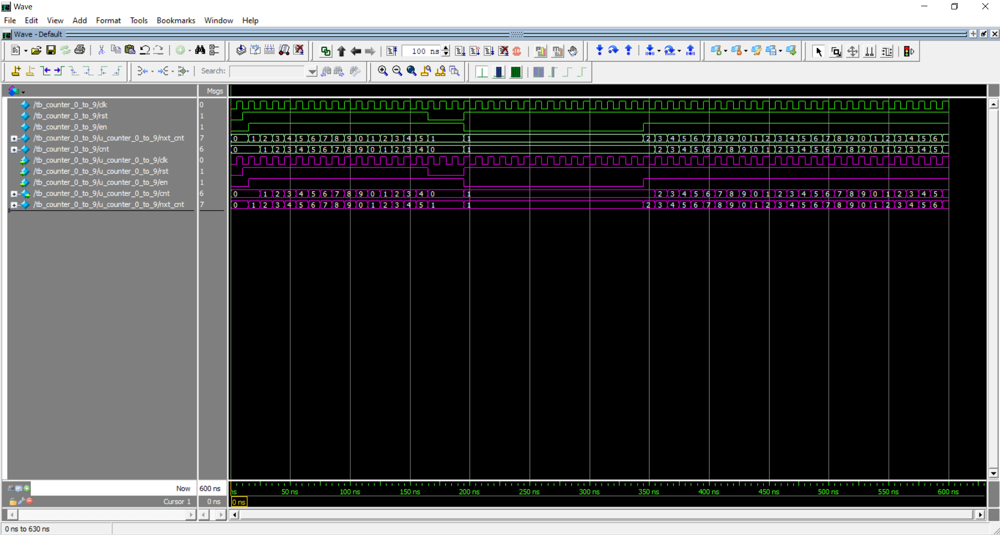 Wave
File Edit View Add Format Tools Bookmarks Window Help
Wave - Default
100 ns
Search:
Msgs
/tb_counter_0_to_9/clk 0
/tb_counter_0_to_9/rst 1
/tb_counter_0_to_9/en 1
/tb_counter_0_to_9/u_counter_0_to_9/nxt_cnt 7 0 1 2 3 4 5 6 7 8 9 0 1 2 3 4 5 1 1 2 3 4 5 6 7 8 9 0 1 2 3 4 5 6 7 8 9 0 1 2 3 4 5 6
/tb_counter_0_to_9/cnt 6 0 1 2 3 4 5 6 7 8 9 0 1 2 3 4 0 1 2 3 4 5 6 7 8 9 0 1 2 3 4 5 6 7 8 9 0 1 2 3 4 5
/tb_counter_0_to_9/u_counter_0_to_9/clk 0
/tb_counter_0_to_9/u_counter_0_to_9/rst 1
/tb_counter_0_to_9/u_counter_0_to_9/en 1
/tb_counter_0_to_9/u_counter_0_to_9/cnt 6 0 1 2 3 4 5 6 7 8 9 0 1 2 3 4 0 1 2 3 4 5 6 7 8 9 0 1 2 3 4 5 6 7 8 9 0 1 2 3 4 5
/tb_counter_0_to_9/u_counter_0_to_9/nxt_cnt 7 0 1 2 3 4 5 6 7 8 9 0 1 2 3 4 5 1 1 2 3 4 5 6 7 8 9 0 1 2 3 4 5 6 7 8 9 0 1 2 3 4 5 6
Now 600 ns
ns 50 ns 100 ns 150 ns 200 ns 250 ns 300 ns 350 ns 400 ns 450 ns 500 ns 550 ns 600 ns
Cursor 1 0 ns 0 ns
0 ns to 630 ns